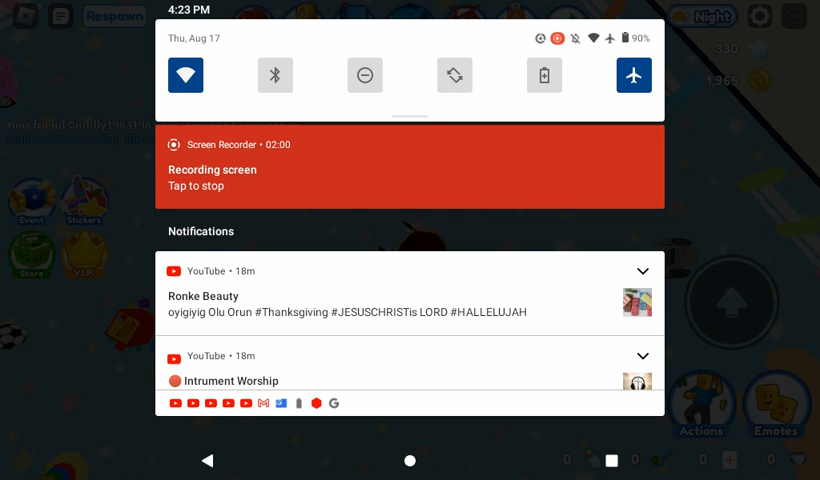 4:23 PM
Respawn
Night
Thu, Aug 17
90%
330
1,965
Your friend Cuddly1983198
Screen Recorder • 02:00
Recording screen
Tap to stop
Event
Stickers
Notifications
Store
V.I.P.
YouTube • 18m
Ronke Beauty
oyigiyig Olu Orun #Thanksgiving #JESUSCHRISTis LORD #HALLELUJAH
YouTube • 18m
Intrument Worship
Actions
Emotes
0
0
0
0